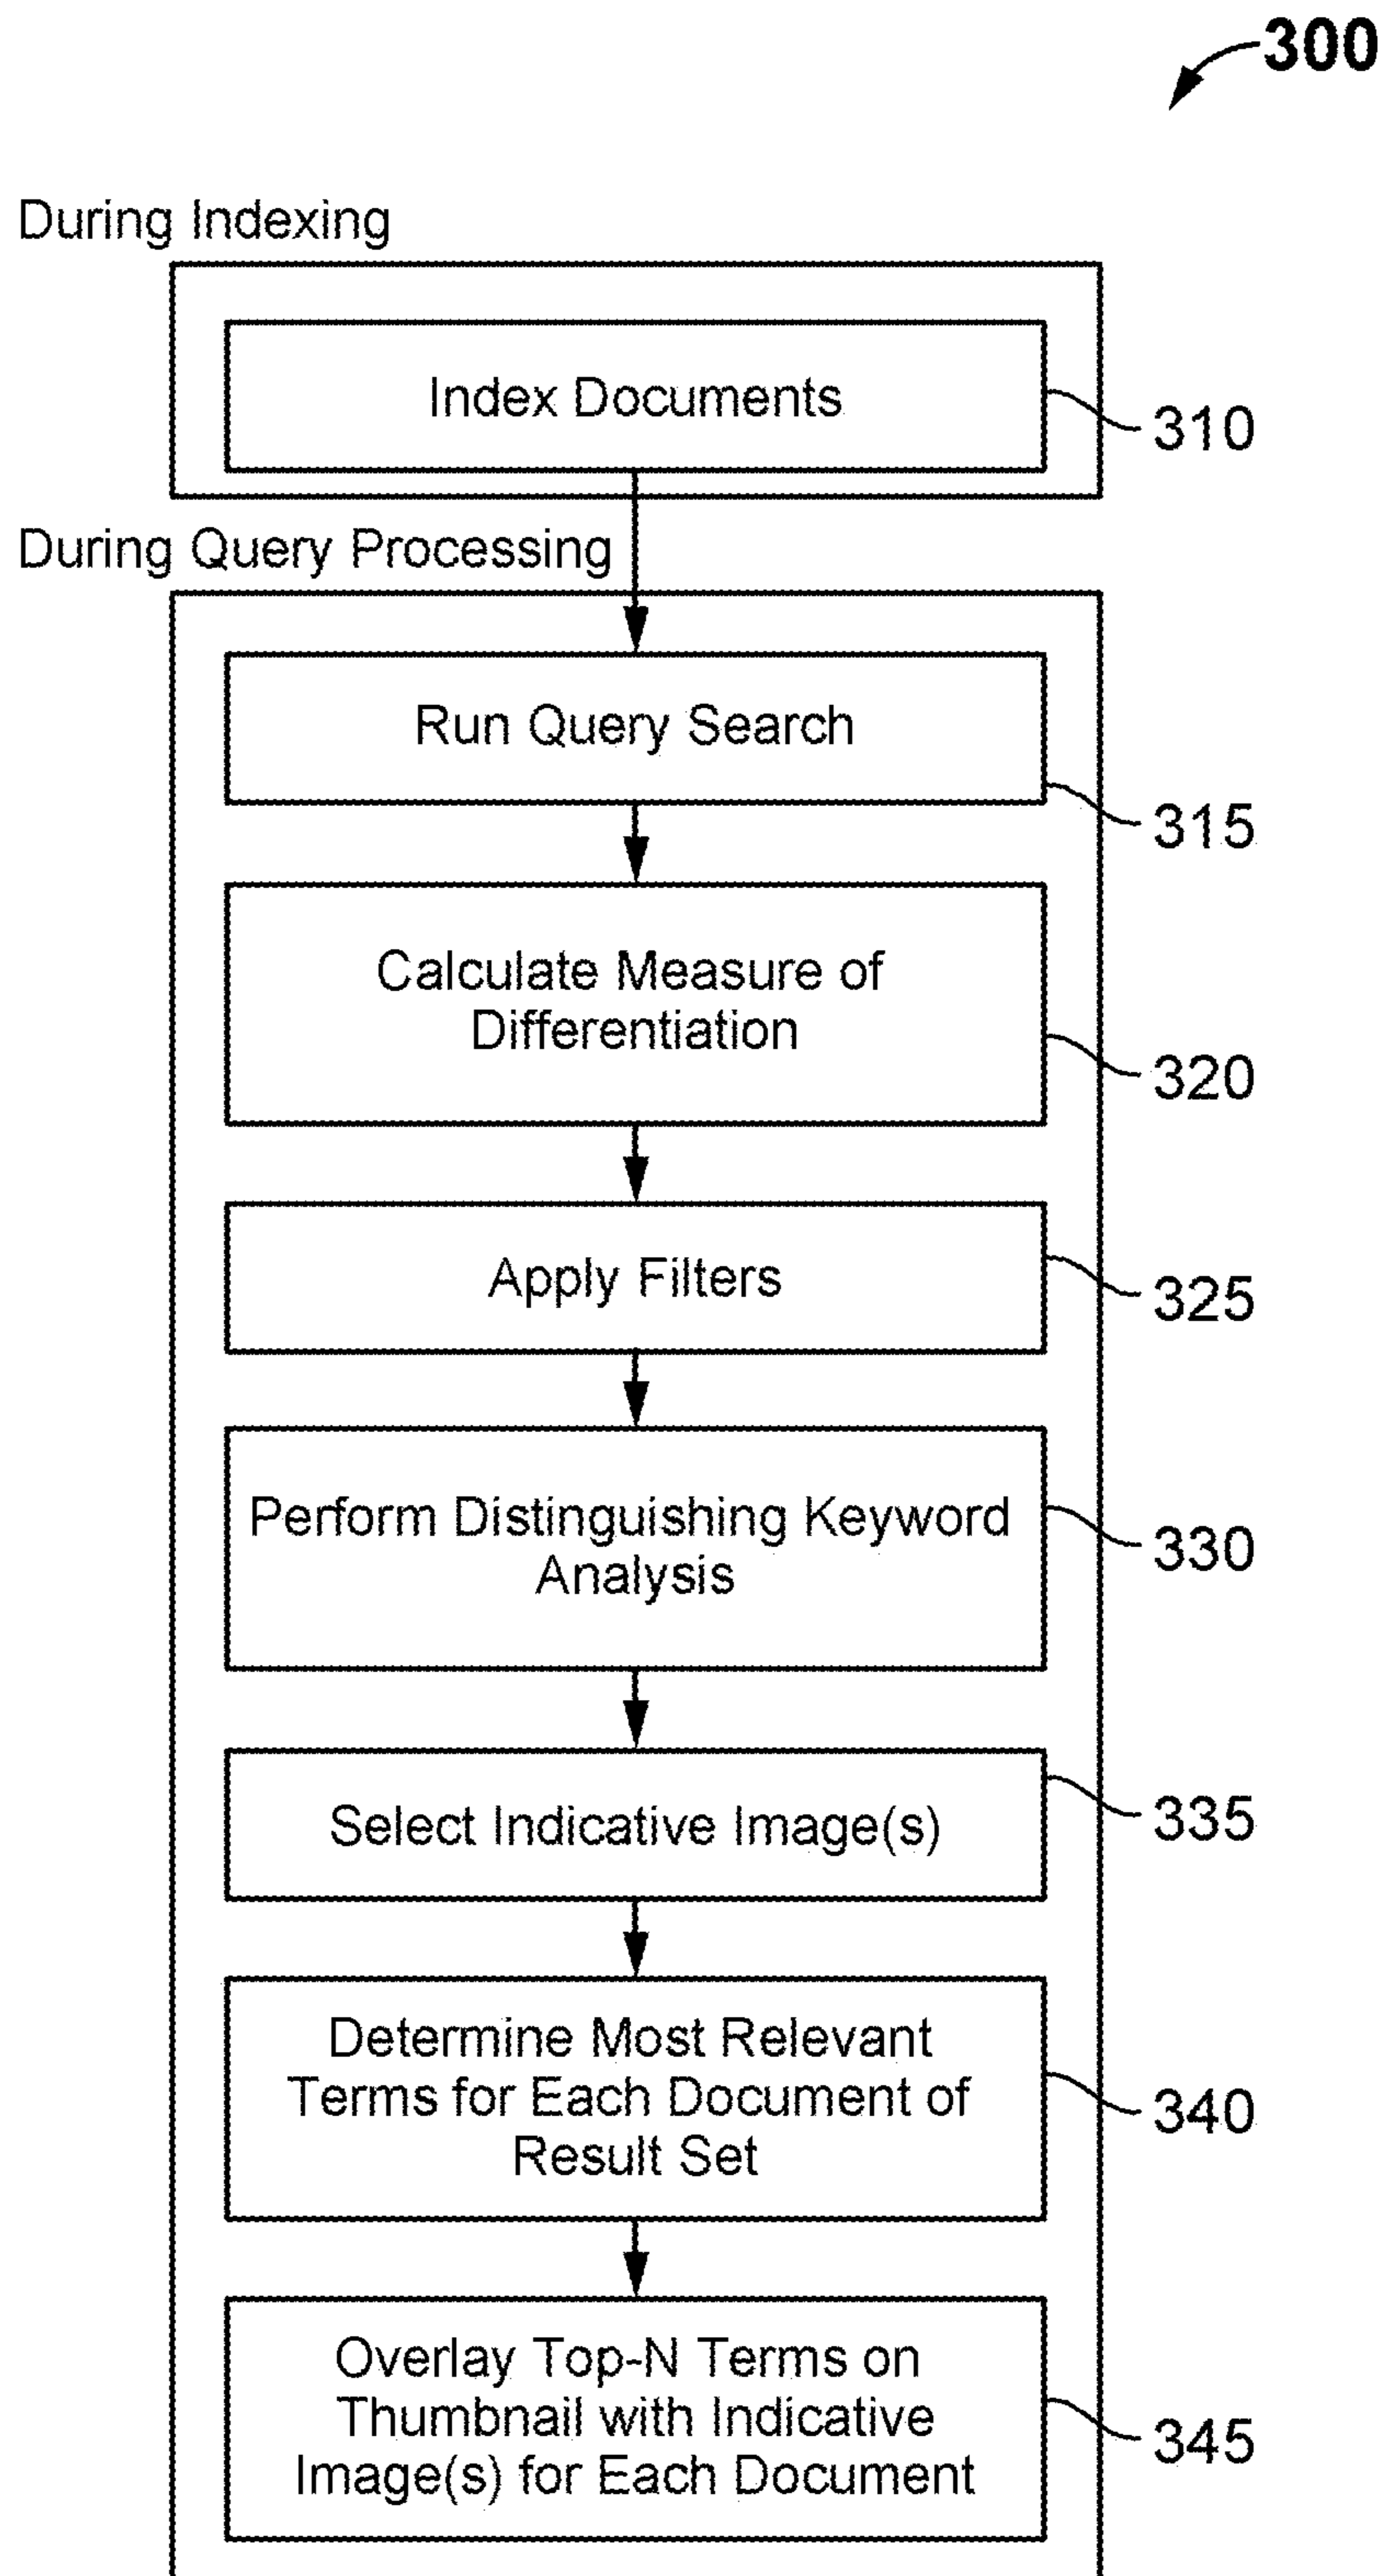 300
During Indexing
Index Documents
310
During Query Processing
Run Query Search
315
Calculate Measure of
Differentiation
320
Apply Filters
325
Perform Distinguishing Keyword
Analysis
330
Select Indicative Image(s)
335
Determine Most Relevant
Terms for Each Document of
Result Set
340
Overlay Top-N Terms on
Thumbnail with Indicative
Image(s) for Each Document
345